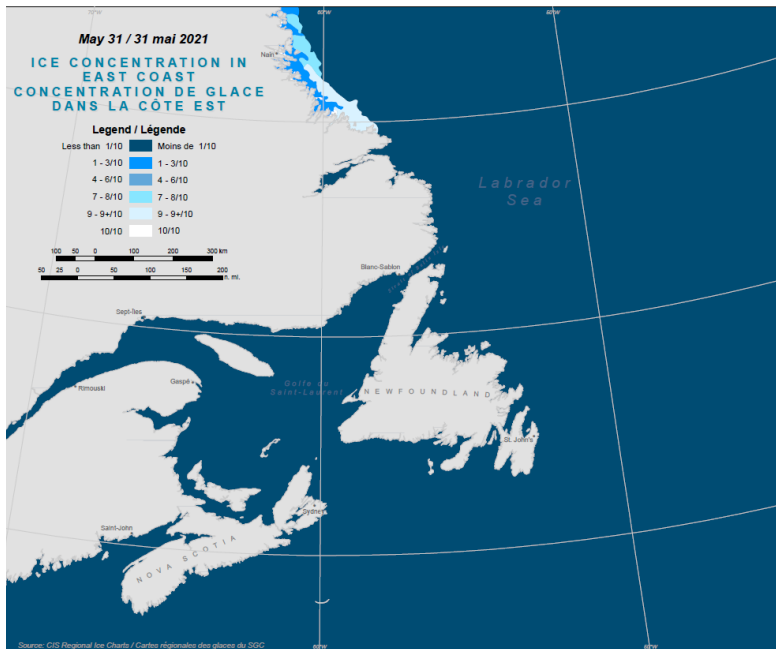 May 31 / 31 mai 2021
ICE CONCENTRATION IN
EAST COAST
CONCENTRATION DE GLACE
DANS LA CÔTE EST
Legend / Légende
Less than 1/10 Moins de 1/10
1 - 3/10 1 - 3/10
4 - 6/10 4 - 6/10
7 - 8/10 7 - 8/10
9 - 9+/10 9 - 9+/10
10/10 10/10
100 50 0 100 200 300 km
50 25 0 50 100 150 200
n. mi.
60°W
Nain
Labrador
Sea
Blanc-Sablon
Sept-Îles
Rimouski
Gaspé
Golfe du
Saint-Laurent
NEWFOUNDLAND
St. John's
Sydney
Saint-John
NOVA SCOTIA
Source: CIS Regional Ice Charts / Cartes régionales des glaces du SGC
60°W